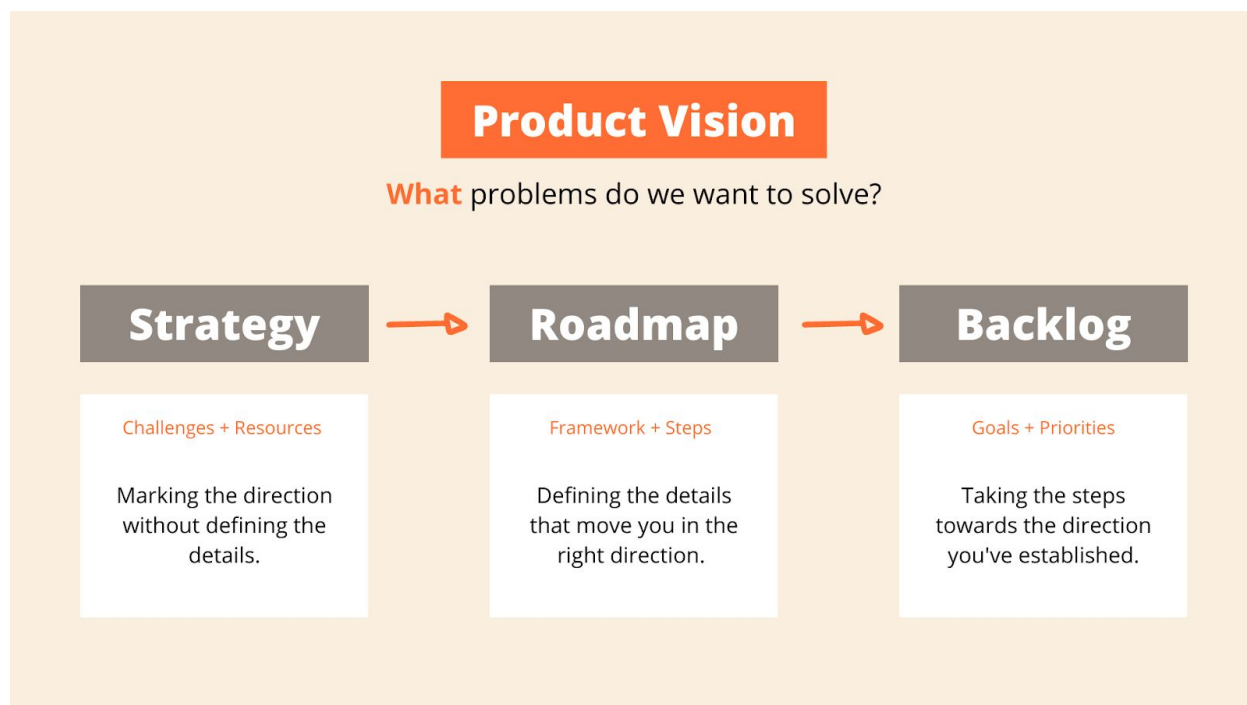 Product Vision
What problems do we want to solve?
Strategy
Roadmap
Backlog
Challenges + Resources
Marking the direction
without defining the
details.
Framework + Steps
Defining the details
that move you in the
right direction.
Goals + Priorities
Taking the steps
towards the direction
you've established.